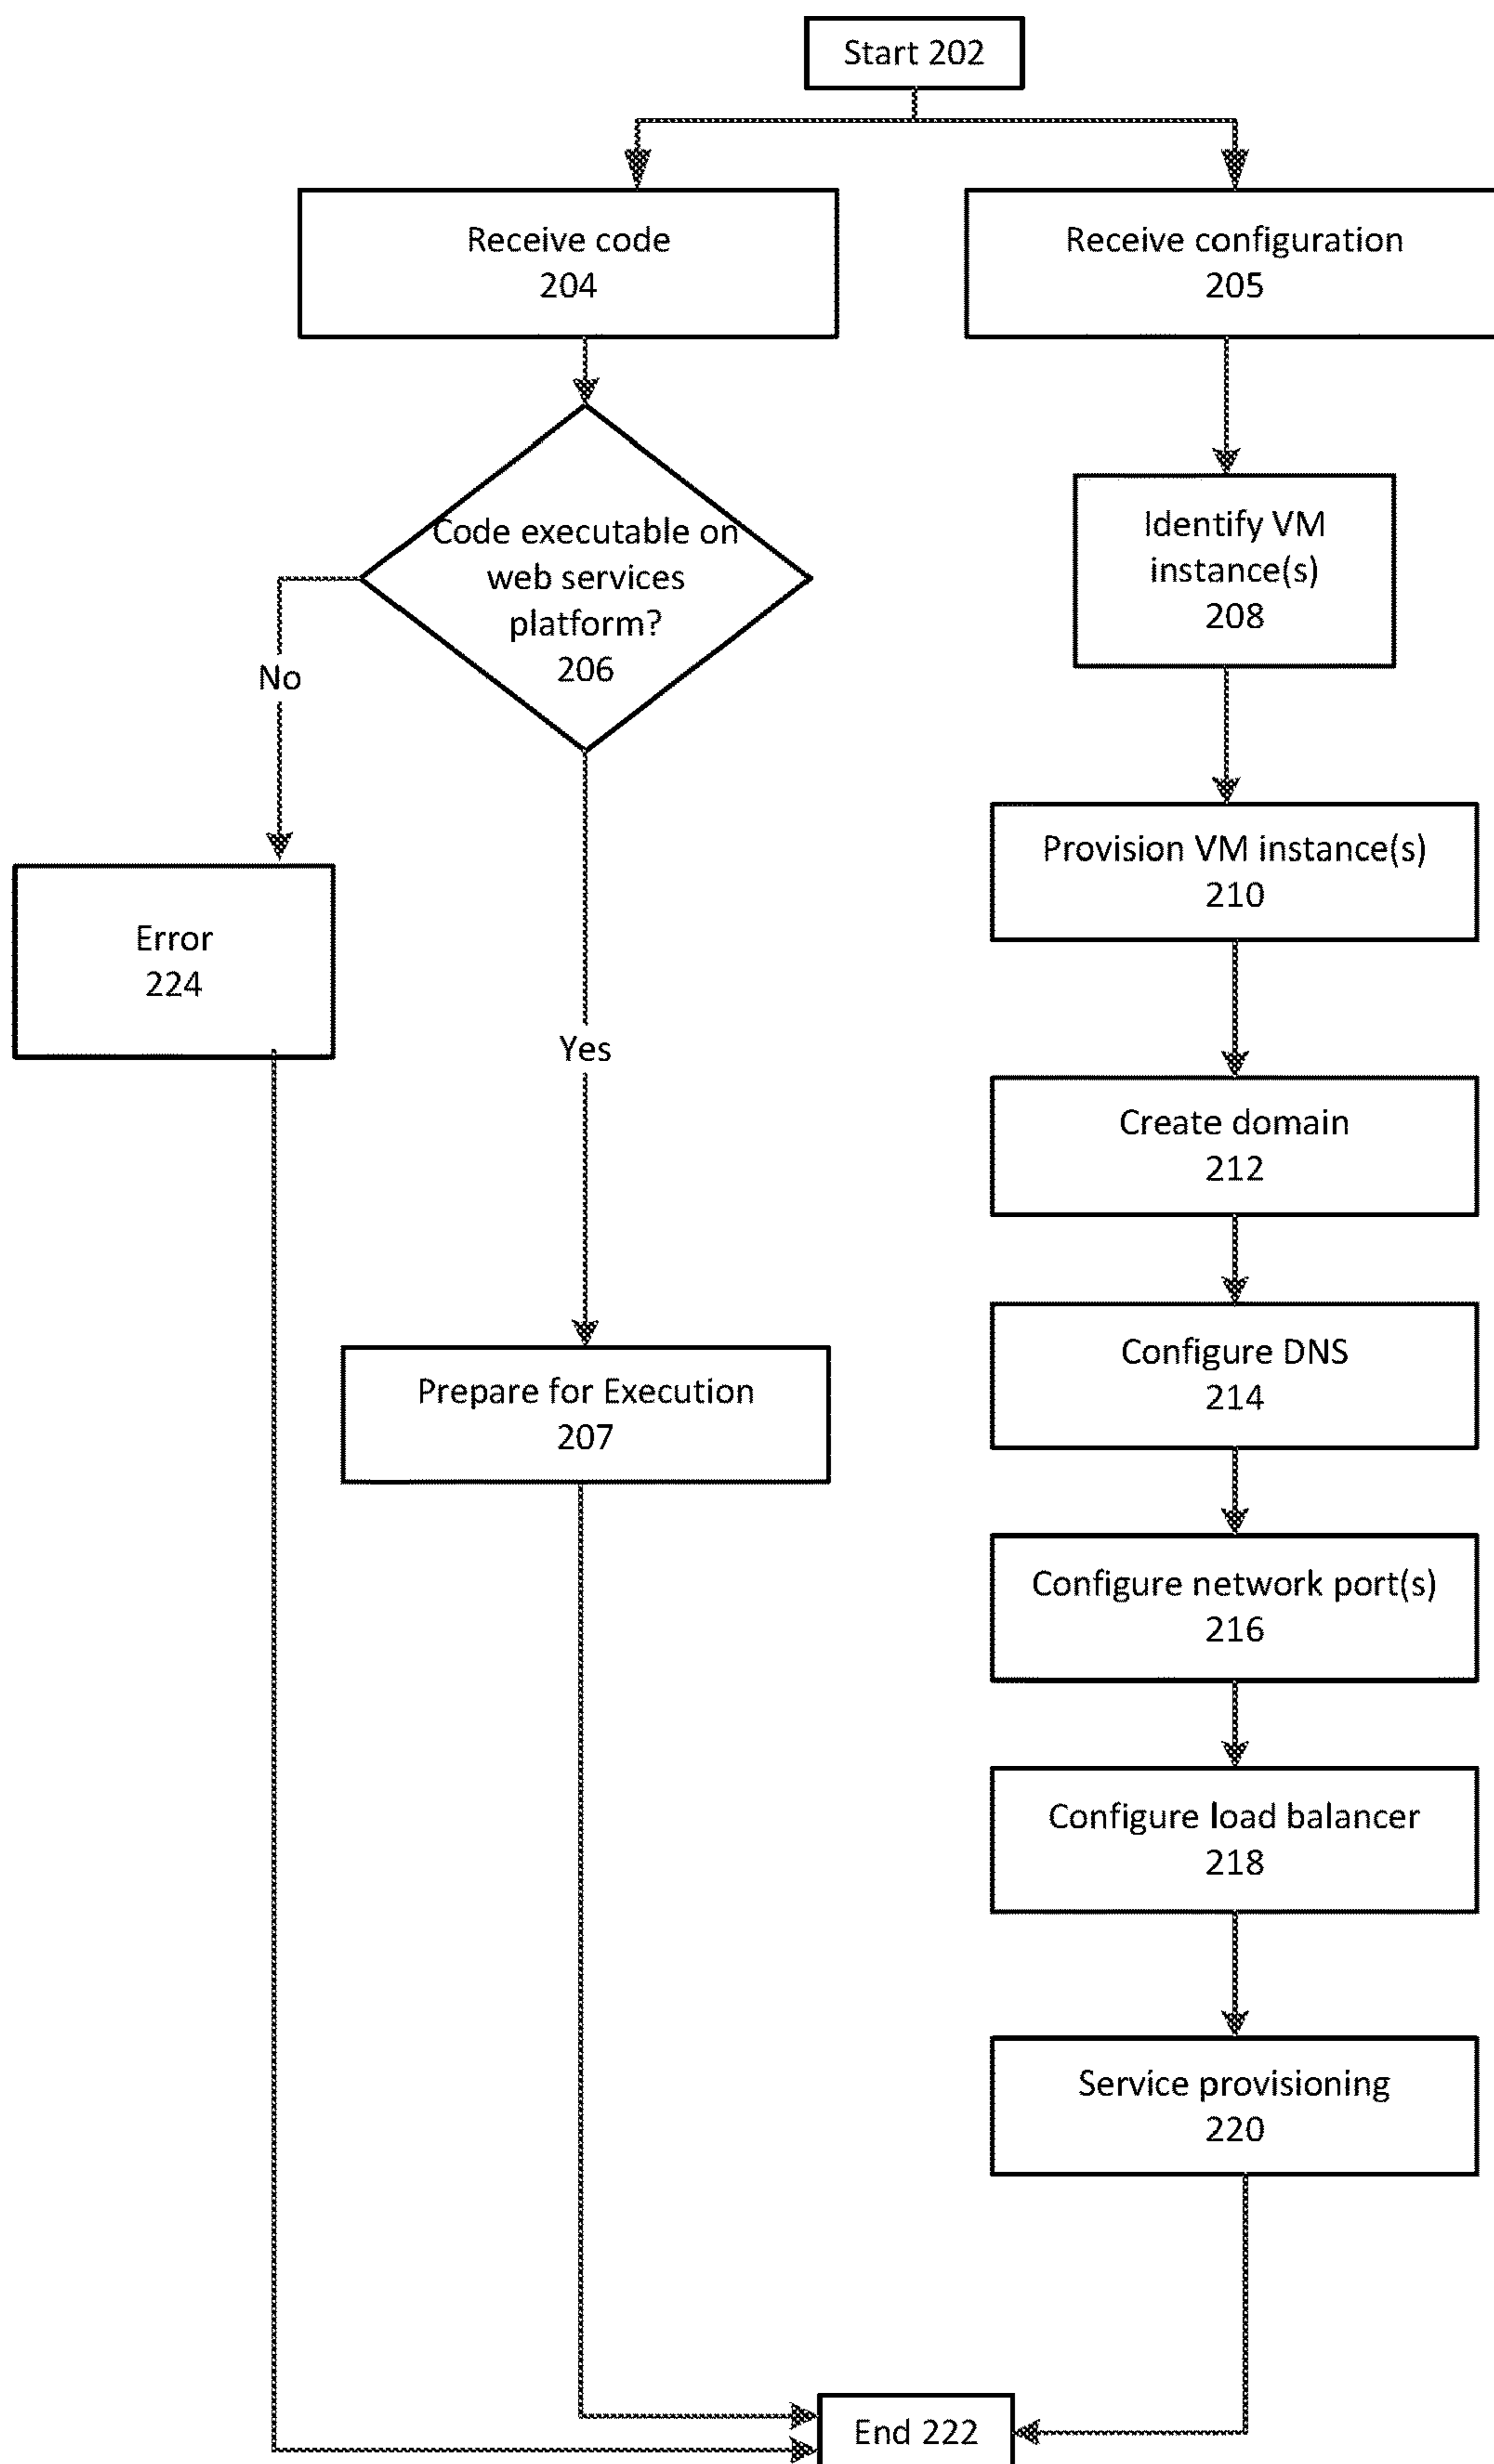 Start 202
Receive code
204
Receive configuration
205
Code executable on
web services
platform?
206
Identify VM
instance(s)
208
No
Provision VM instance(s)
210
Error
224
Yes
Create domain
212
Configure DNS
214
Prepare for Execution
207
Configure network port(s)
216
Configure load balancer
218
Service provisioning
220
End 222